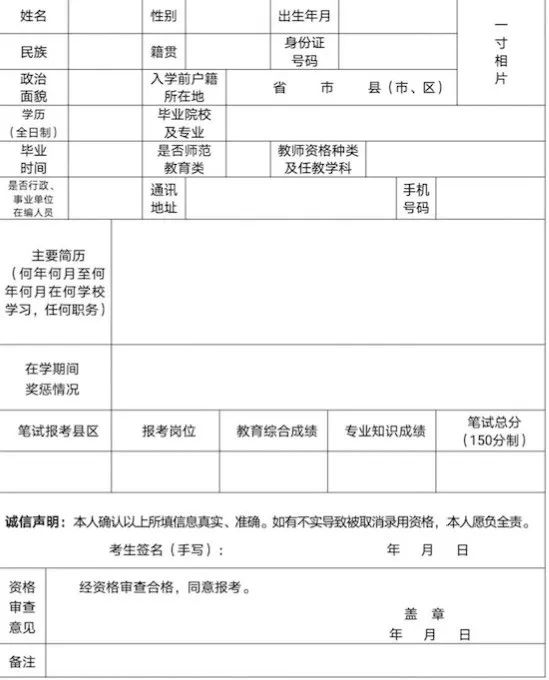 姓名 性别 出生年月
一寸相片
民族 籍贯 身份证号码
政治面貌 入学前户籍所在地 省 市 县（市、区）
学历（全日制） 毕业院校及专业
毕业时间 是否师范教育类 教师资格种类及任教学科
是否行政、事业单位在编人员 通讯地址 手机号码
主要简历
（何年何月至何
年何月在何学校
学习，任何职务）
在学期间
奖惩情况
笔试报考县区 报考岗位 教育综合成绩 专业知识成绩 笔试总分（150分制）
诚信声明：本人确认以上所填信息真实、准确。如有不实导致被取消录用资格，本人愿负全责。
考生签名（手写）： 年 月 日
资格审查意见
经资格审查合格，同意报考。
盖 章
年 月 日
备注